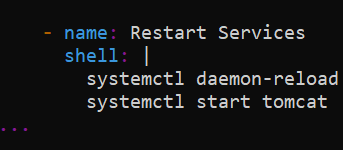 - name: Restart Services
shell: |
systemctl daemon-reload
systemctl start tomcat
...